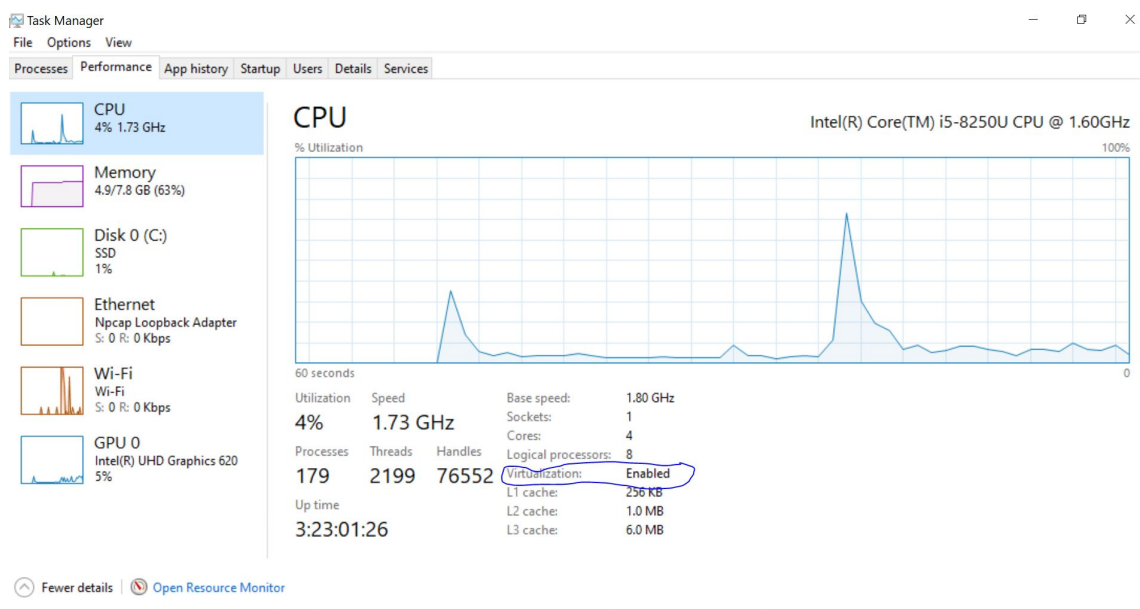 Task Manager
File Options View
Processes Performance App history Startup Users Details Services
CPU
4% 1.73 GHz
Memory
4.9/7.8 GB (63%)
Disk 0 (C:)
SSD
1%
Ethernet
Npcap Loopback Adapter
S: 0 R: 0 Kbps
Wi-Fi
Wi-Fi
S: 0 R: 0 Kbps
GPU 0
Intel(R) UHD Graphics 620
5%
CPU Intel(R) Core(TM) i5-8250U CPU @ 1.60GHz
% Utilization 100%
60 seconds 0
Utilization Speed
4% 1.73 GHz
Processes Threads Handles
179 2199 76552
Up time
3:23:01:26
Base speed: 1.80 GHz
Sockets: 1
Cores: 4
Logical processors: 8
Virtualization: Enabled
L1 cache: 256 KB
L2 cache: 1.0 MB
L3 cache: 6.0 MB
Fewer details Open Resource Monitor